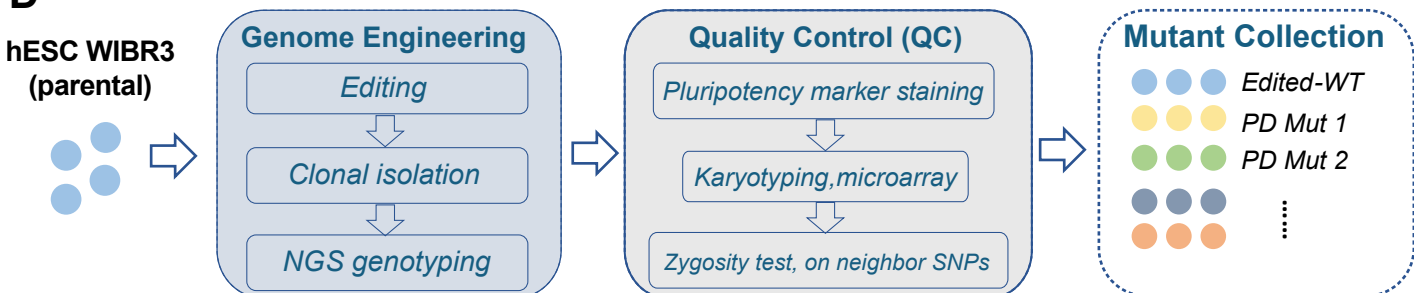 hESC WIBR3
(parental)
Genome Engineering
Editing
Clonal isolation
NGS genotyping
Quality Control (QC)
Pluripotency marker staining
Karyotyping,microarray
Zygosity test, on neighbor SNPs
Mutant Collection
Edited-WT
PD Mut 1
PD Mut 2